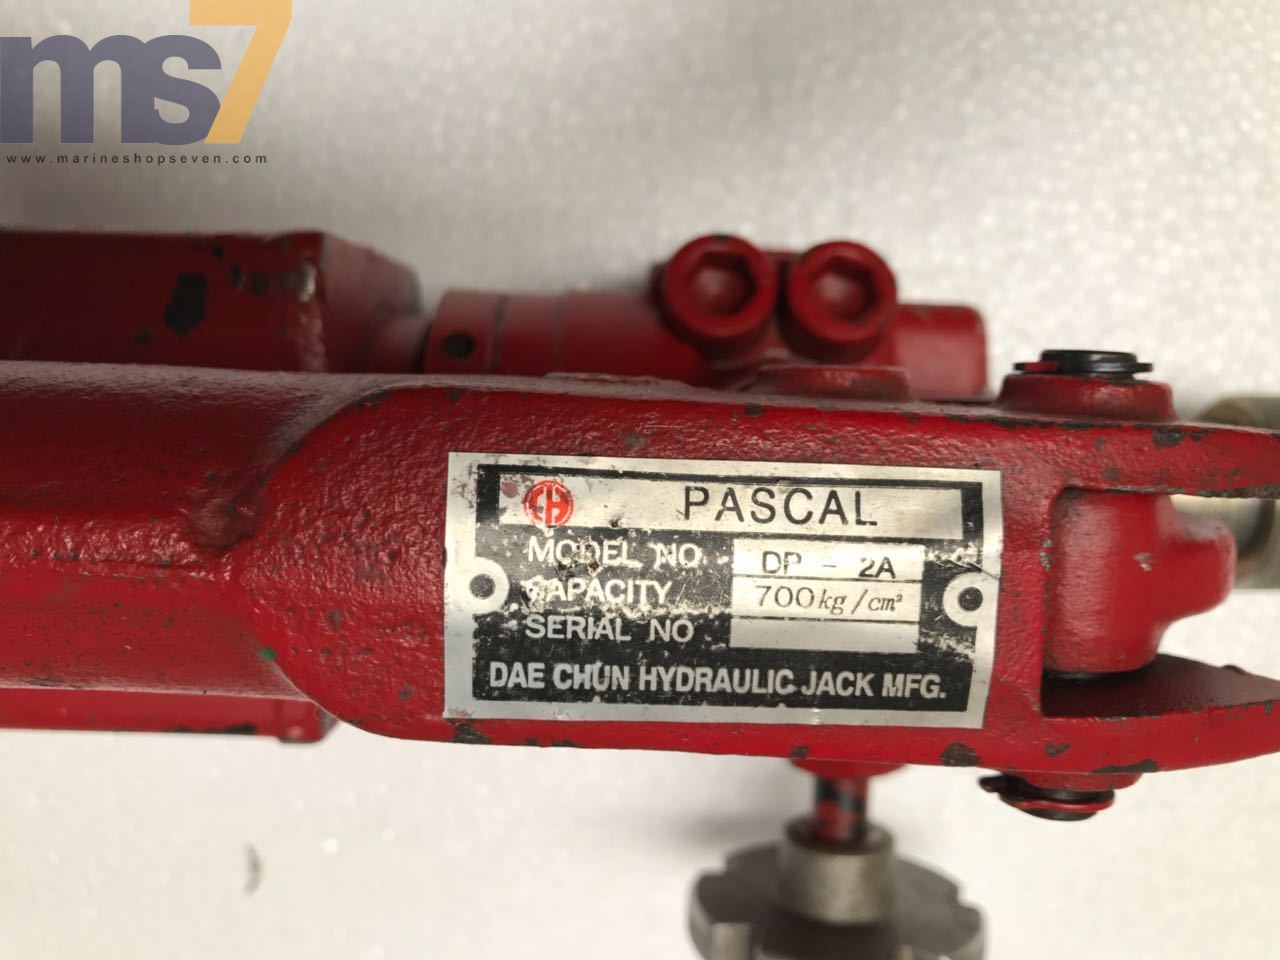 ms7
www.marineshopseven.com
CH PASCAL
MODEL NO. DP - 2A
CAPACITY 700kg/cm²
SERIAL NO
DAE CHUN HYDRAULIC JACK MFG.